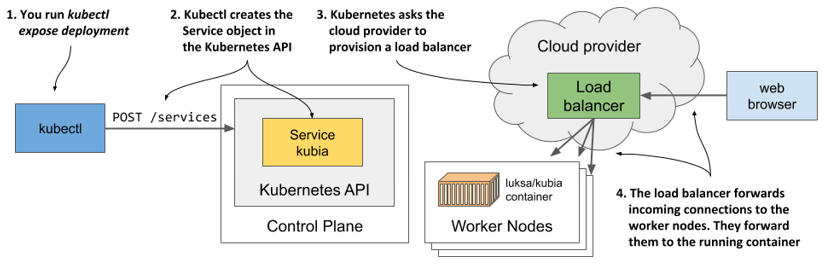 1. You run kubectl
expose deployment
2. Kubectl creates the
Service object in
the Kubernetes API
3. Kubernetes asks the
cloud provider to
provision a load balancer
Cloud provider
Load
balancer
web
browser
kubectl
POST /services
Service
kubia
Kubernetes API
Control Plane
luksa/kubia
container
Worker Nodes
4. The load balancer forwards
incoming connections to the
worker nodes. They forward
them to the running container